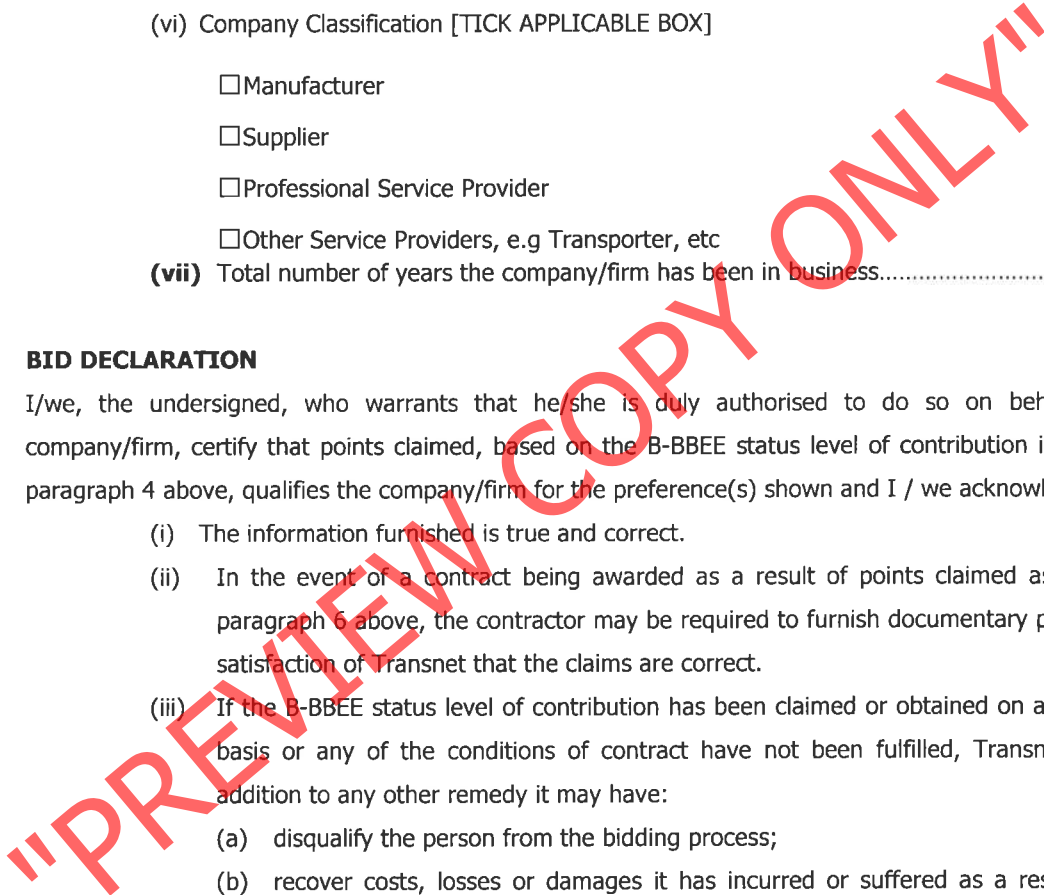 (vi) Company Classification [TICK APPLICABLE BOX]
☐Manufacturer
☐Supplier
☐Professional Service Provider
☐Other Service Providers, e.g Transporter, etc
(vii) Total number of years the company/firm has been in business..........................
BID DECLARATION
I/we, the undersigned, who warrants that he/she is duly authorised to do so on
company/firm, certify that points claimed, based on the B-BBEE status level of contribution
paragraph 4 above, qualifies the company/firm for the preference(s) shown and I / we
(i) The information furnished is true and correct.
(ii) In the event of a contract being awarded as a result of points claimed
paragraph 6 above, the contractor may be required to furnish documentary
satisfaction of Transnet that the claims are correct.
(iii) If the B-BBEE status level of contribution has been claimed or obtained on
basis or any of the conditions of contract have not been fulfilled,
addition to any other remedy it may have:
(a) disqualify the person from the bidding process;
(b) recover costs, losses or damages it has incurred or suffered as a
"PREVIEW COPY ONLY"